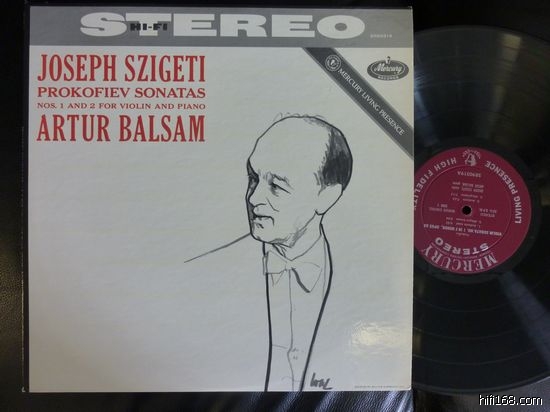 HI-FI
STEREO
JOSEPH SZIGETI
PROKOFIEV SONATAS
NOS. 1 AND 2 FOR VIOLIN AND PIANO
ARTUR BALSAM
Mercury
RECORDS
MERCURY LIVING PRESENCE
LIVING PRESENCE HIGH FIDELITY
MERCURY
STEREO
hifi168.com